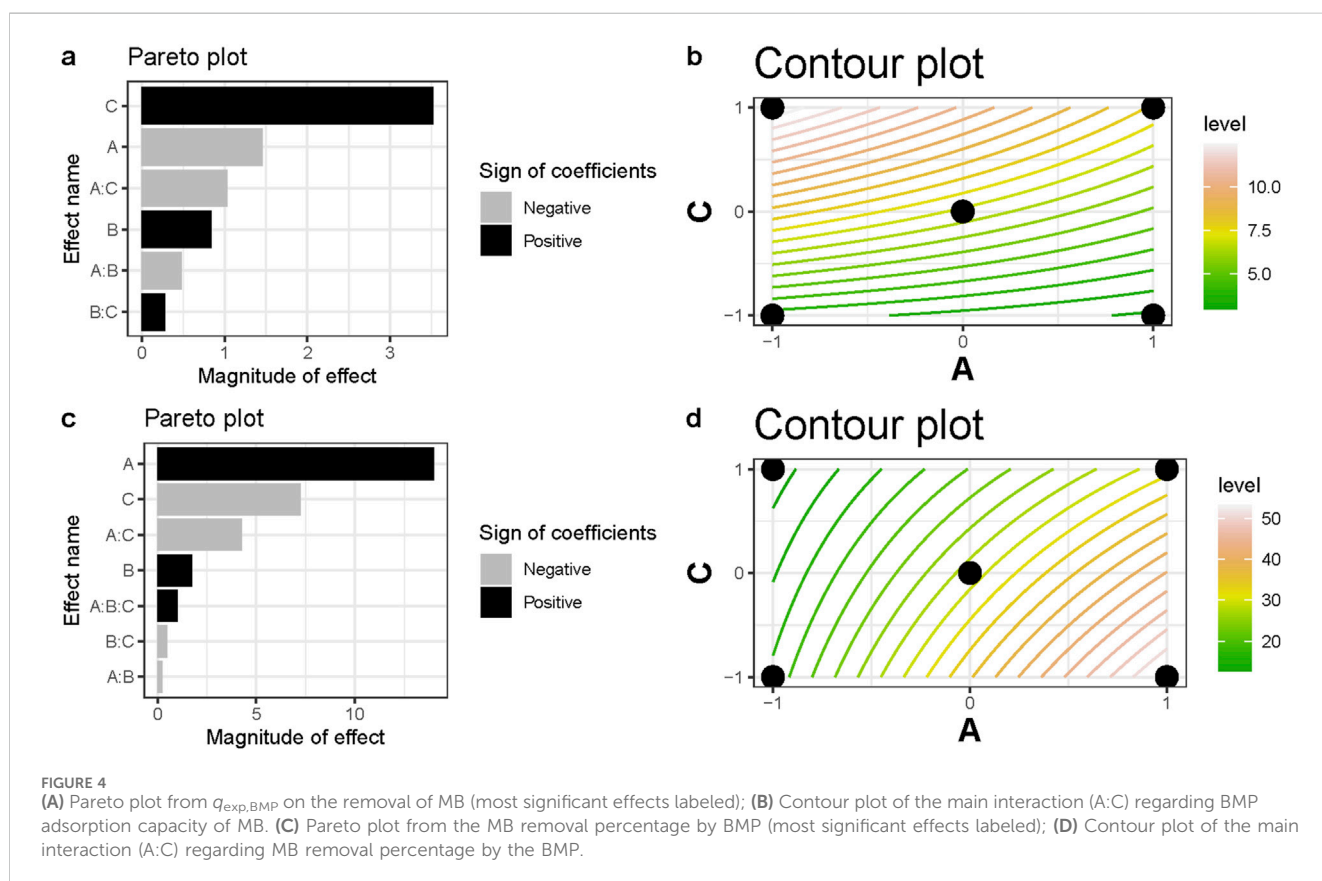 a
Pareto plot
Effect name
C
A
A:C
B
A:B
B:C
0 1 2 3
Magnitude of effect
Sign of coefficients
Negative
Positive
b
Contour plot
C
1
0
−1
−1 0 1
A
level
10.0
7.5
5.0
c
Pareto plot
Effect name
A
C
A:C
B
A:B:C
B:C
A:B
0 5 10
Magnitude of effect
Sign of coefficients
Negative
Positive
d
Contour plot
C
1
0
−1
−1 0 1
A
level
50
40
30
20
FIGURE 4
(A) Pareto plot from qexp,BMP on the removal of MB (most significant effects labeled); (B) Contour plot of the main interaction (A:C) regarding BMP
adsorption capacity of MB. (C) Pareto plot from the MB removal percentage by BMP (most significant effects labeled); (D) Contour plot of the main
interaction (A:C) regarding MB removal percentage by the BMP.